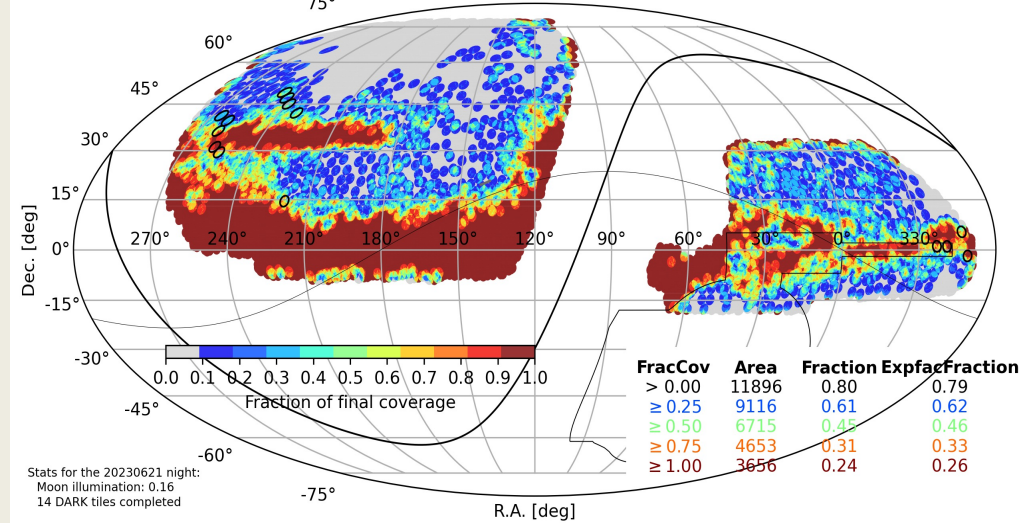 75°
60°
45°
30°
15°
0°
-15°
-30°
-45°
-60°
-75°
Dec. [deg]
270° 240° 210° 180° 150° 120° 90° 60° 30° 0° 330°
0.0 0.1 0.2 0.3 0.4 0.5 0.6 0.7 0.8 0.9 1.0
Fraction of final coverage
FracCov Area Fraction ExpfacFraction
> 0.00 11896 0.80 0.79
≥ 0.25 9116 0.61 0.62
≥ 0.50 6715 0.45 0.46
≥ 0.75 4653 0.31 0.33
≥ 1.00 3656 0.24 0.26
Stats for the 20230621 night:
Moon illumination: 0.16
14 DARK tiles completed
R.A. [deg]